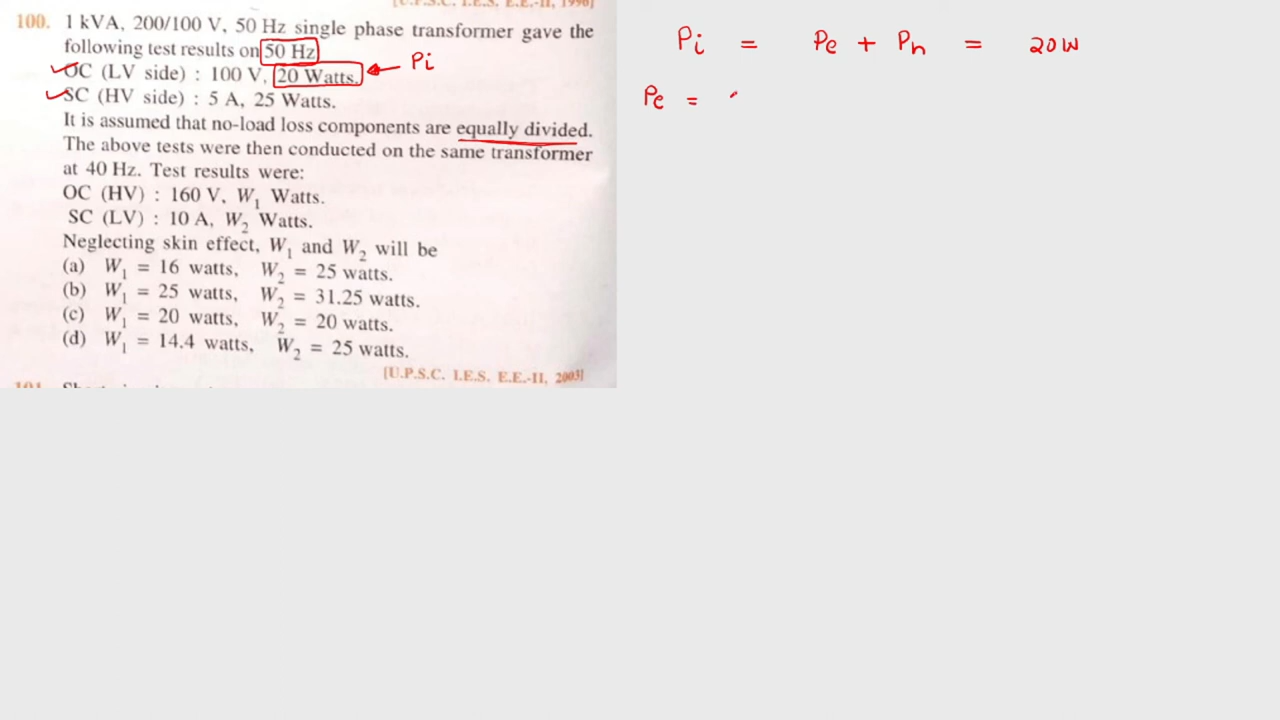 [U.P.S.C. I.E.S. E.E.-II, 1996]
100. 1 kVA, 200/100 V, 50 Hz single phase transformer gave the
following test results on 50 Hz
OC (LV side) : 100 V, 20 Watts. Pi
SC (HV side) : 5 A, 25 Watts.
It is assumed that no-load loss components are equally divided.
The above tests were then conducted on the same transformer
at 40 Hz. Test results were:
OC (HV) : 160 V, W1 Watts.
SC (LV) : 10 A, W2 Watts.
Neglecting skin effect, W1 and W2 will be
(a) W1 = 16 watts, W2 = 25 watts.
(b) W1 = 25 watts, W2 = 31.25 watts.
(c) W1 = 20 watts, W2 = 20 watts.
(d) W1 = 14.4 watts, W2 = 25 watts.
[U.P.S.C. I.E.S. E.E.-II, 2003]
101.
Pi = Pe + Ph = 20W
Pe =